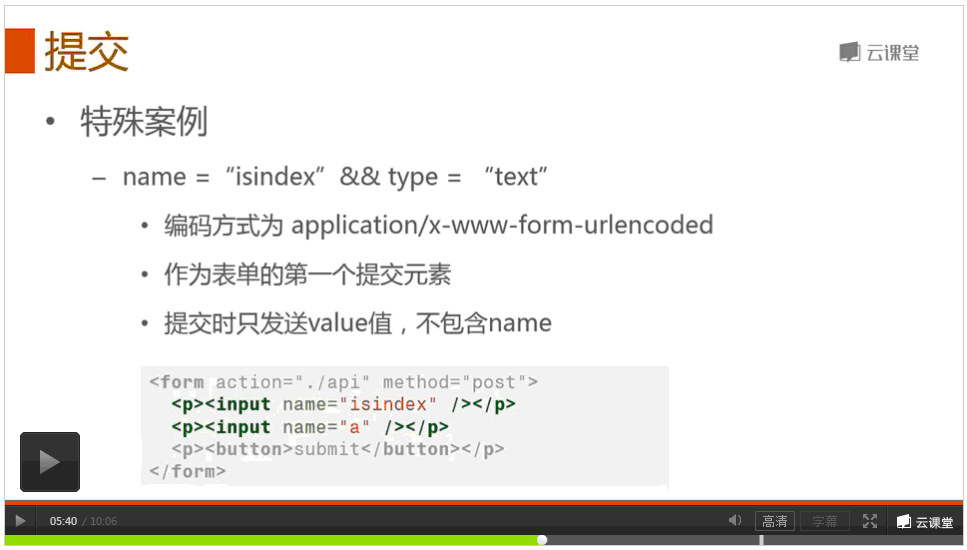 提交
云课堂
• 特殊案例
– name = “isindex” && type = “text”
• 编码方式为 application/x-www-form-urlencoded
• 作为表单的第一个提交元素
• 提交时只发送value值，不包含name
<form action="./api" method="post">
<p><input name="isindex" /></p>
<p><input name="a" /></p>
<p><button>submit</button></p>
</form>
05:40 / 10:06
高清
字幕
云课堂